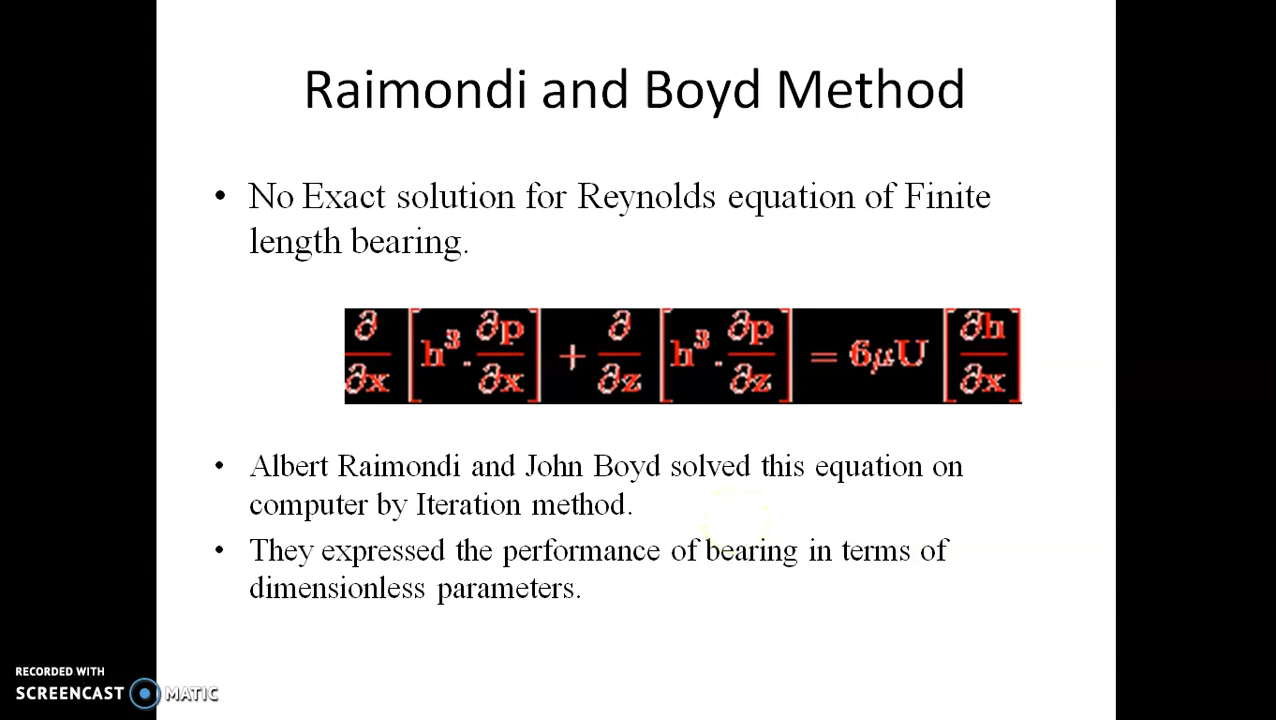 Raimondi and Boyd Method
• No Exact solution for Reynolds equation of Finite
length bearing.
∂/∂x [h³.∂p/∂x] + ∂/∂z [h³.∂p/∂z] = 6μU [∂h/∂x]
• Albert Raimondi and John Boyd solved this equation on
computer by Iteration method.
• They expressed the performance of bearing in terms of
dimensionless parameters.
RECORDED WITH
SCREENCAST MATIC